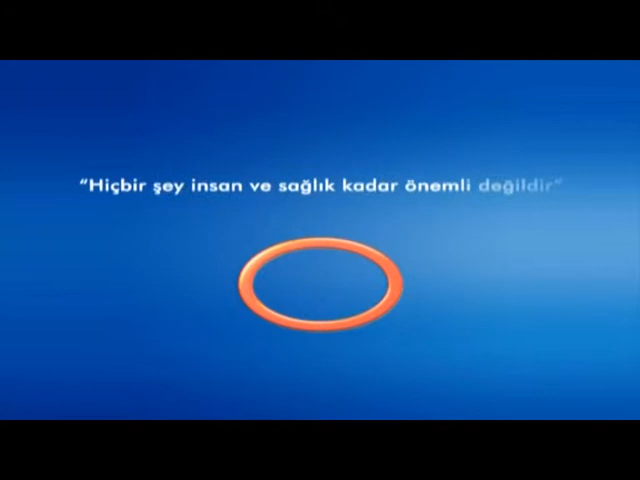 “Hiçbir şey insan ve sağlık kadar önemli değildir”